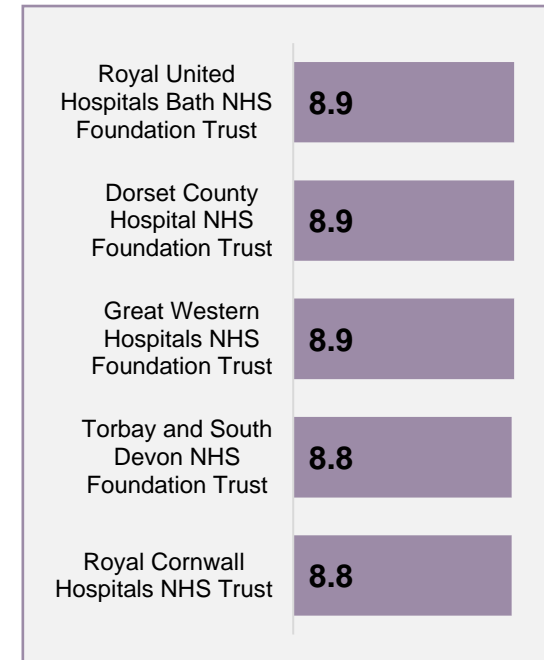 Royal United
Hospitals Bath NHS
Foundation Trust
8.9
Dorset County
Hospital NHS
Foundation Trust
8.9
Great Western
Hospitals NHS
Foundation Trust
8.9
Torbay and South
Devon NHS
Foundation Trust
8.8
Royal Cornwall
Hospitals NHS Trust
8.8